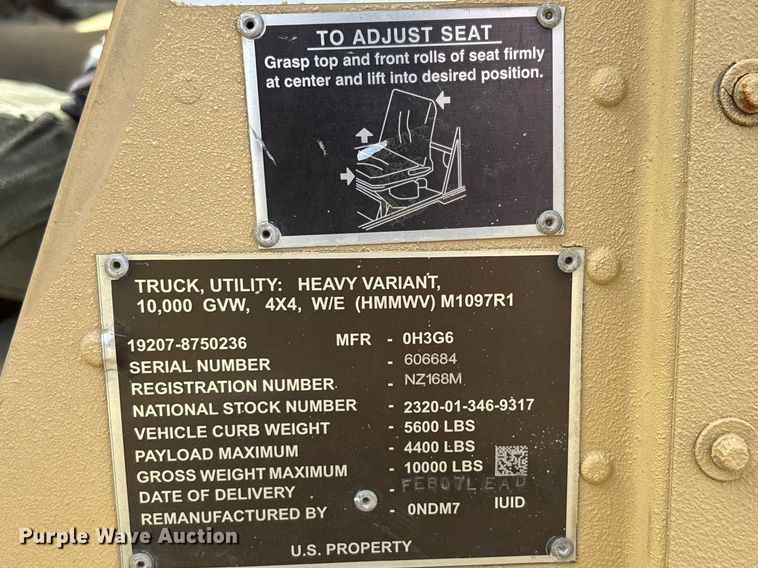 TO ADJUST SEAT
Grasp top and front rolls of seat firmly
at center and lift into desired position.
TRUCK, UTILITY: HEAVY VARIANT,
10,000 GVW, 4X4, W/E (HMMWV) M1097R1
19207-8750236 MFR - 0H3G6
SERIAL NUMBER - 606684
REGISTRATION NUMBER - NZ168M
NATIONAL STOCK NUMBER - 2320-01-346-9317
VEHICLE CURB WEIGHT - 5600 LBS
PAYLOAD MAXIMUM - 4400 LBS
GROSS WEIGHT MAXIMUM - 10000 LBS
DATE OF DELIVERY - FEB07LEAD
REMANUFACTURED BY - 0NDM7 IUID
U.S. PROPERTY
Purple Wave Auction